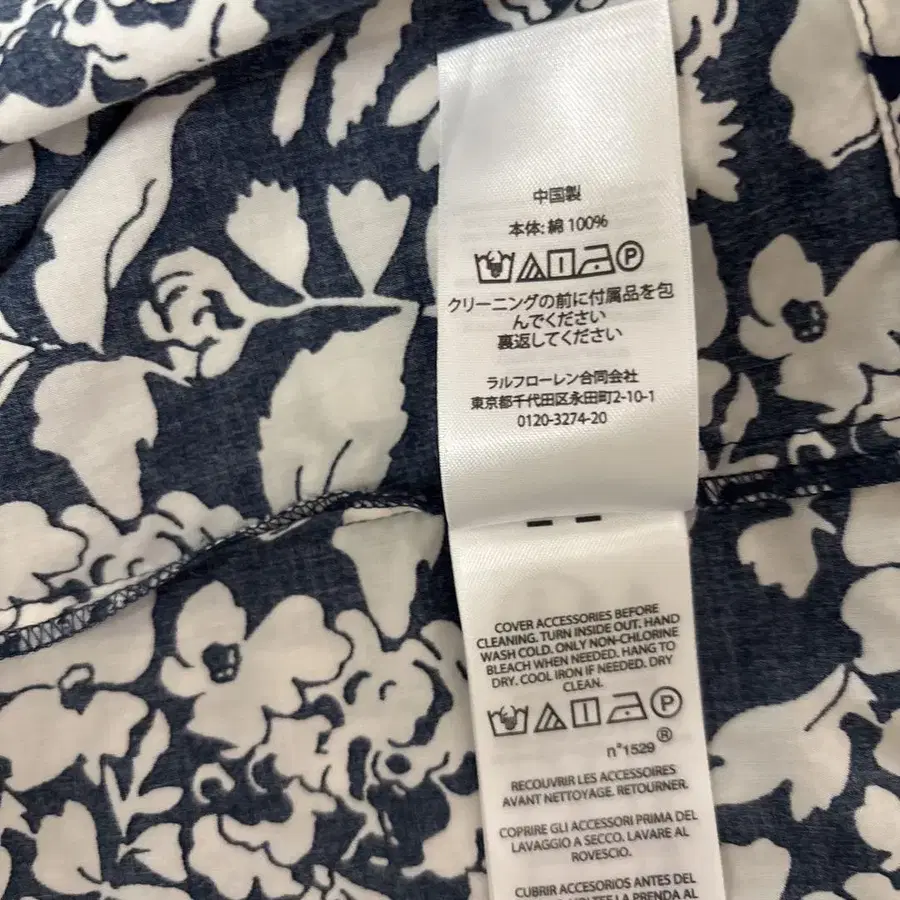 中国製
本体: 綿 100%
クリーニングの前に付属品を包
んでください
裏返してください
ラルフローレン合同会社
東京都千代田区永田町2-10-1
0120-3274-20
COVER ACCESSORIES BEFORE
CLEANING. TURN INSIDE OUT. HAND
WASH COLD. ONLY NON-CHLORINE
BLEACH WHEN NEEDED. HANG TO
DRY. COOL IRON IF NEEDED. DRY
CLEAN.
n°1529 ®
RECOUVRIR LES ACCESSOIRES
AVANT NETTOYAGE. RETOURNER.
COPRIRE GLI ACCESSORI PRIMA DEL
LAVAGGIO A SECCO. LAVARE AL
ROVESCIO.
CUBRIR ACCESORIOS ANTES DEL
LA PRENDA AL